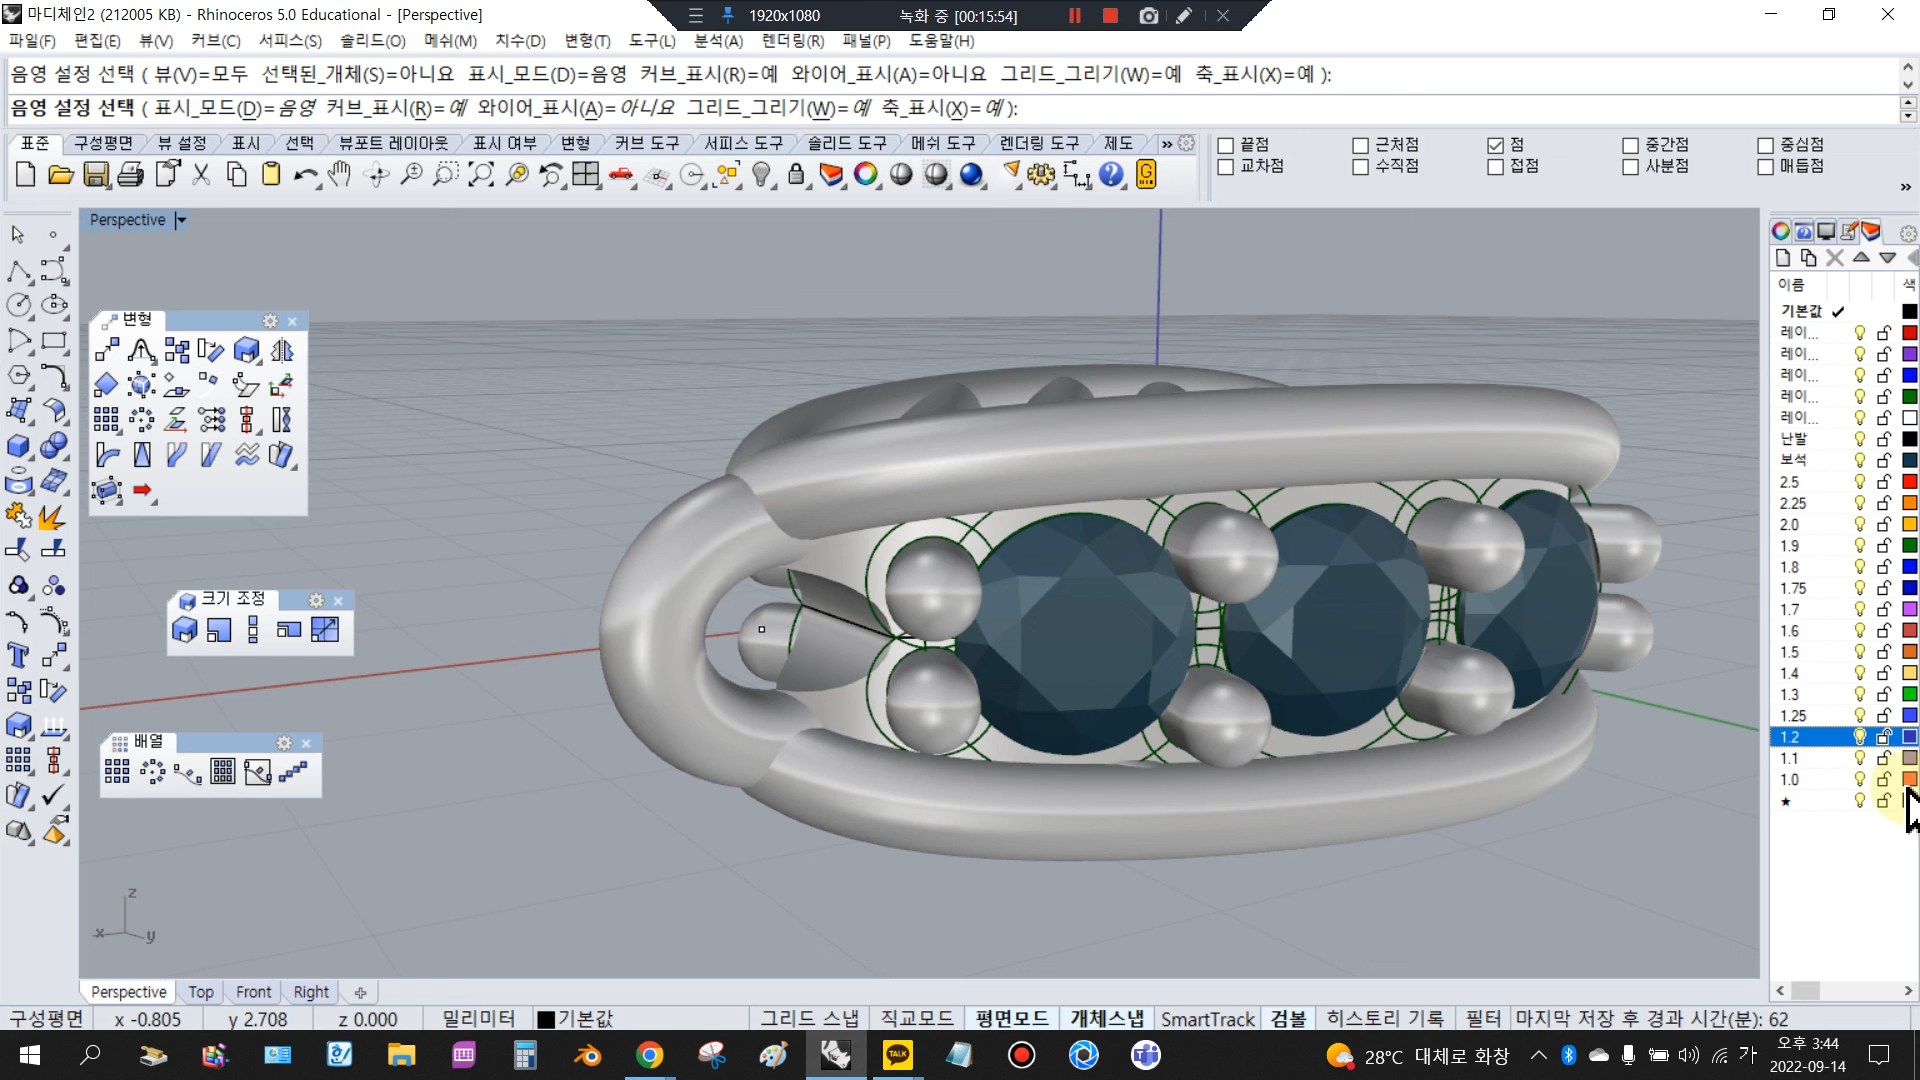 마디체인2 (212005 KB) - Rhinoceros 5.0 Educational - [Perspective]
1920x1080
녹화 중 [00:15:54]
파일(F) 편집(E) 뷰(V) 커브(C) 서피스(S) 솔리드(O) 메쉬(M) 치수(D) 변형(T) 도구(L) 분석(A) 렌더링(R) 패널(P) 도움말(H)
음영 설정 선택 ( 뷰(V)=모두 선택된_개체(S)=아니요 표시_모드(D)=음영 커브_표시(R)=예 와이어_표시(A)=아니요 그리드_그리기(W)=예 축_표시(X)=예 ):
음영 설정 선택 ( 표시_모드(D)=음영 커브_표시(R)=예 와이어_표시(A)=아니요 그리드_그리기(W)=예 축_표시(X)=예):
표준 구성평면 뷰 설정 표시 선택 뷰포트 레이아웃 표시 여부 변형 커브 도구 서피스 도구 솔리드 도구 메쉬 도구 렌더링 도구 제도 »
끝점 근처점 점 중간점 중심점
교차점 수직점 접점 사분점 매듭점
»
Perspective
변형
크기 조정
배열
이름 색
기본값
레이...
레이...
레이...
레이...
레이...
난발
보석
2.5
2.25
2.0
1.9
1.8
1.75
1.7
1.6
1.5
1.4
1.3
1.25
1.2
1.1
1.0
★
z
x
y
Perspective Top Front Right
구성평면 x -0.805 y 2.708 z 0.000 밀리미터 기본값 그리드 스냅 직교모드 평면모드 개체스냅 SmartTrack 검볼 히스토리 기록 필터 마지막 저장 후 경과 시간(분): 62
TALK
28°C 대체로 화창
가
오후 3:44
2022-09-14